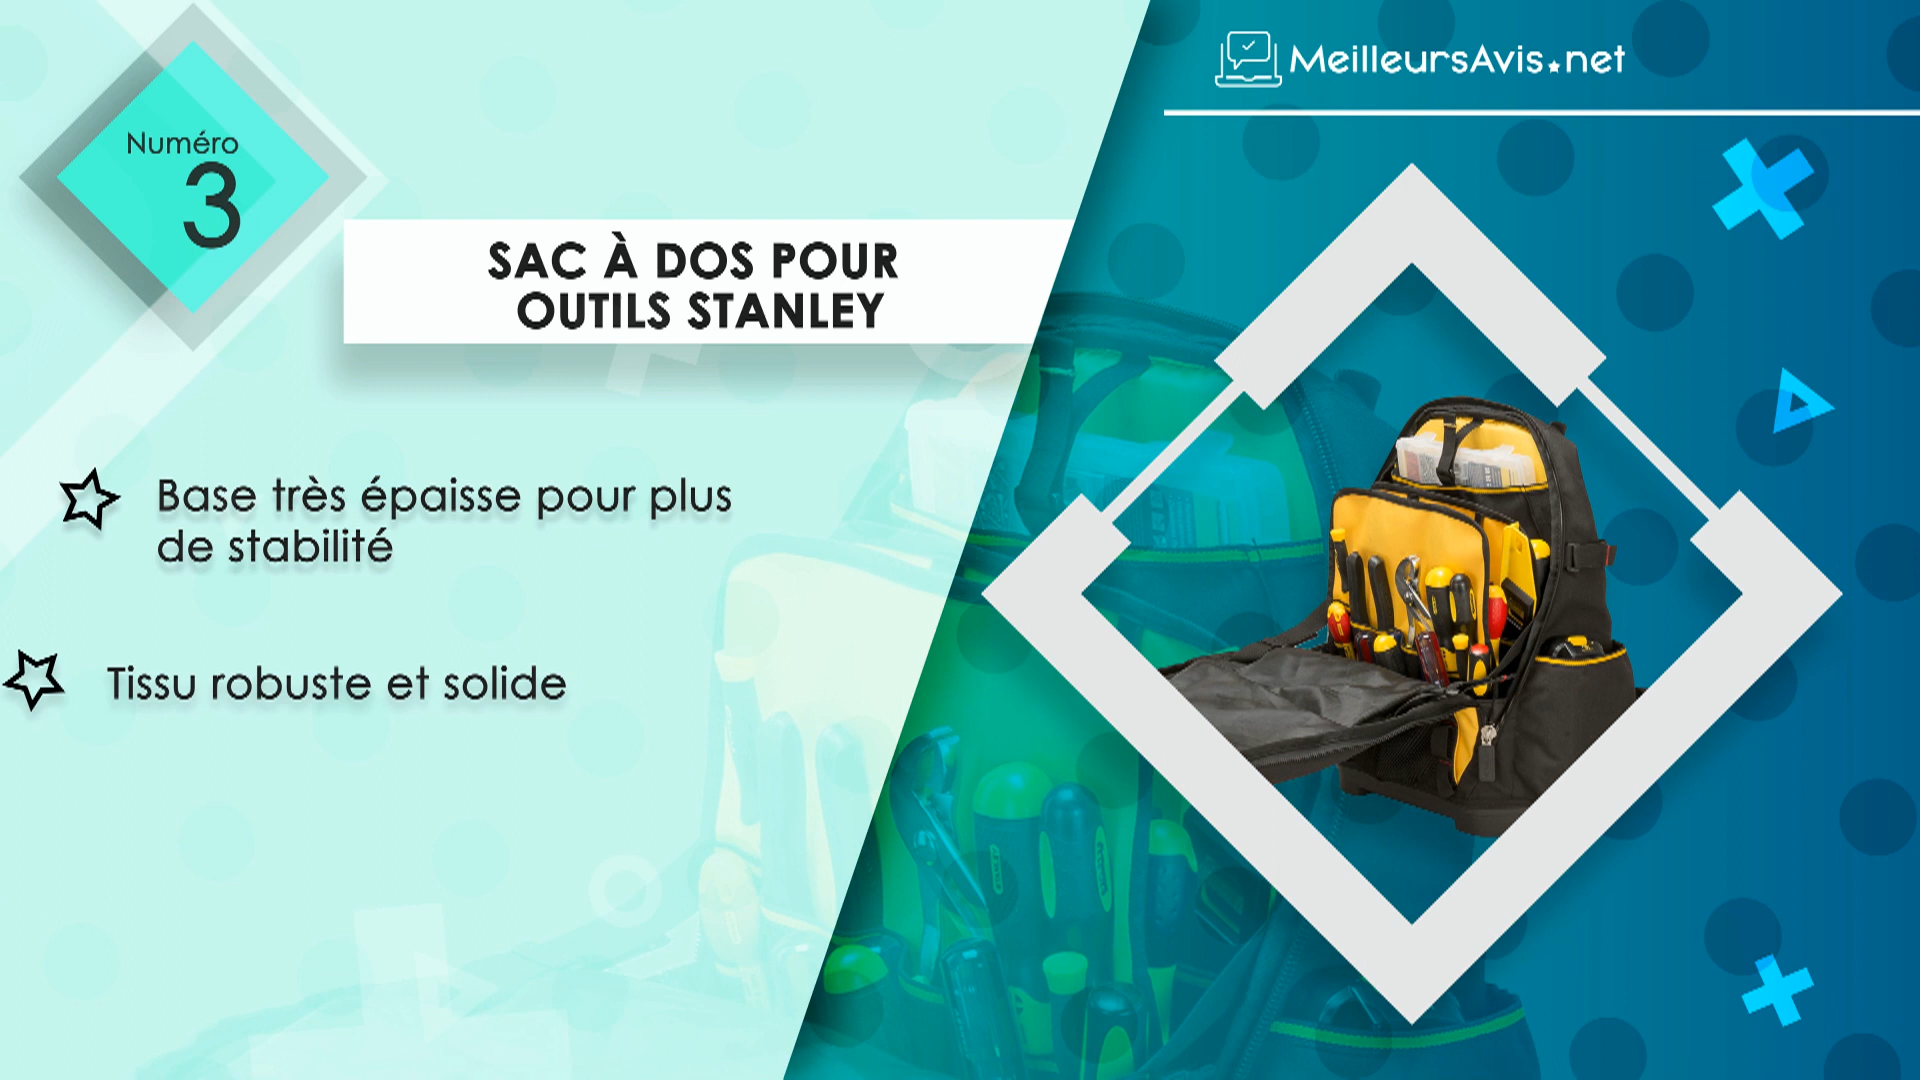 Numéro
3
MeilleursAvis.net
SAC À DOS POUR
OUTILS STANLEY
Base très épaisse pour plus
de stabilité
Tissu robuste et solide